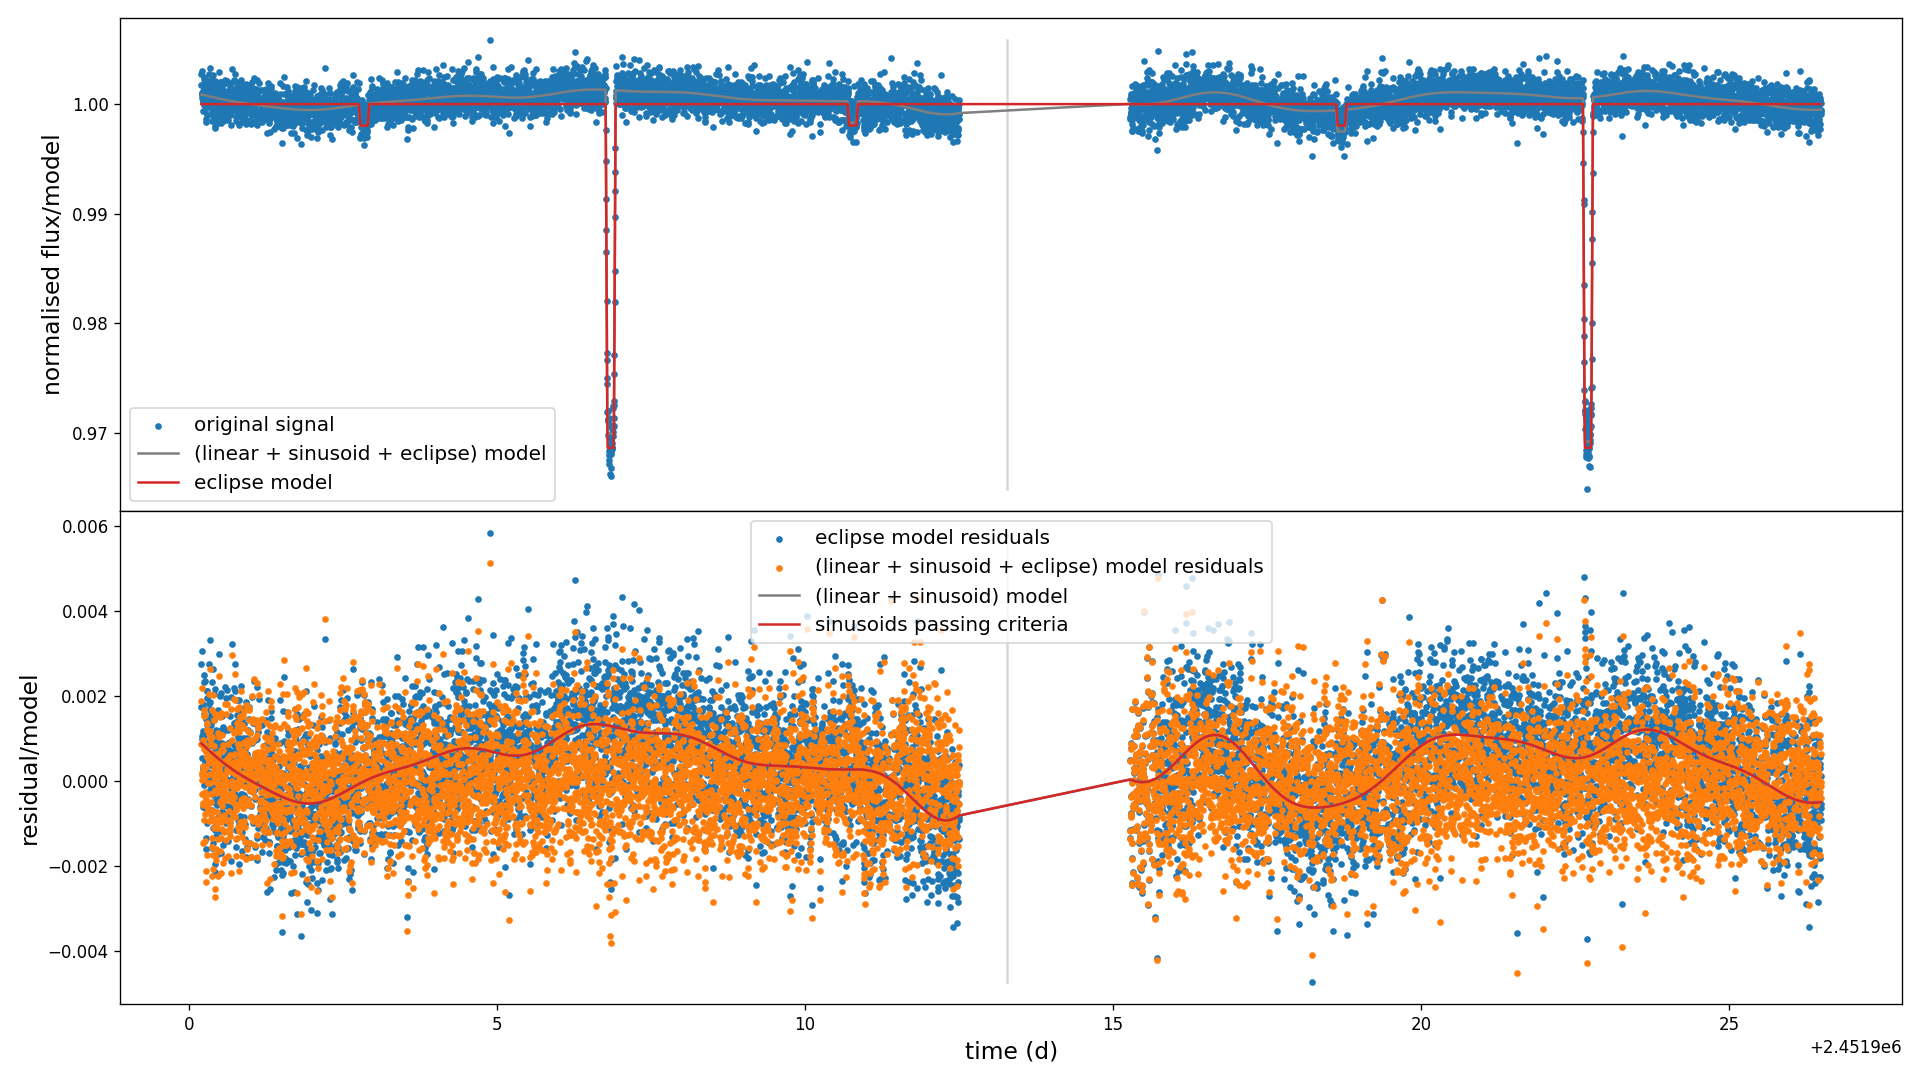 1.00
0.99
0.98
0.97
normalised flux/model
original signal
(linear + sinusoid + eclipse) model
eclipse model
0.006
0.004
0.002
0.000
−0.002
−0.004
residual/model
eclipse model residuals
(linear + sinusoid + eclipse) model residuals
(linear + sinusoid) model
sinusoids passing criteria
0 5 10 15 20 25
time (d)
+2.4519e6